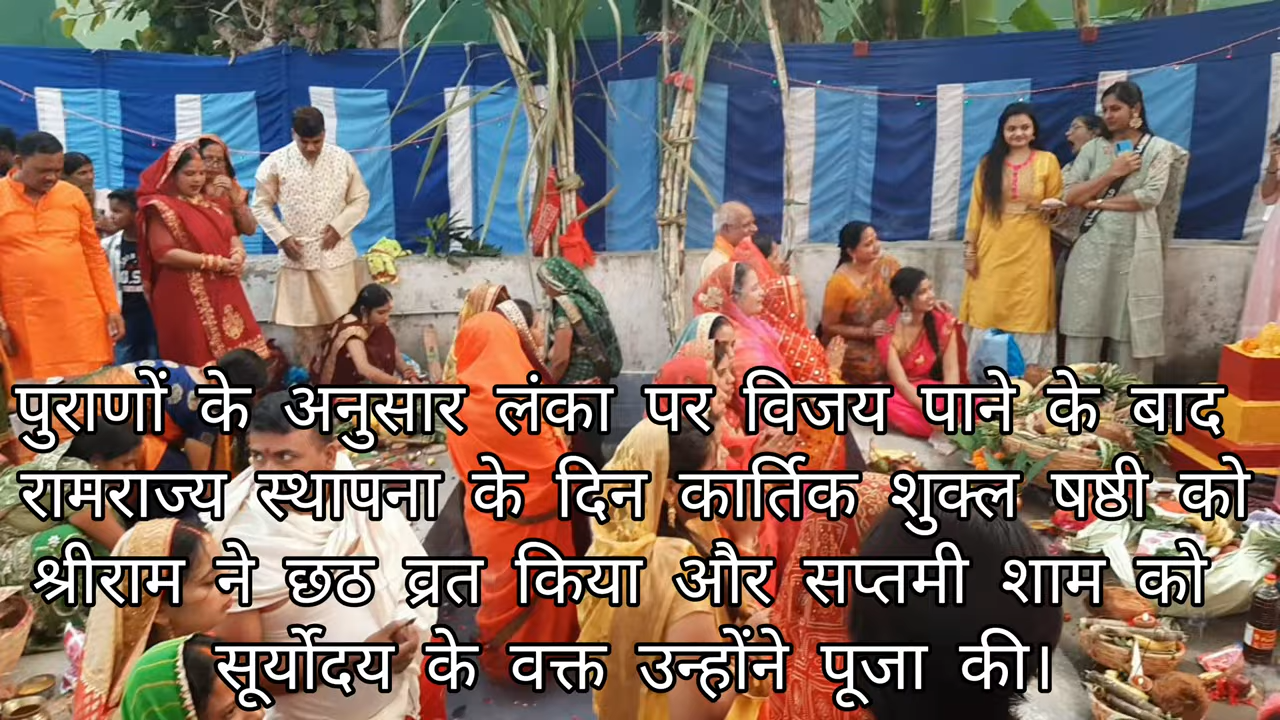 पुराणों के अनुसार लंका पर विजय पाने के बाद
रामराज्य स्थापना के दिन कार्तिक शुक्ल षष्ठी को
श्रीराम ने छठ व्रत किया और सप्तमी शाम को
सूर्योदय के वक्त उन्होंने पूजा की।